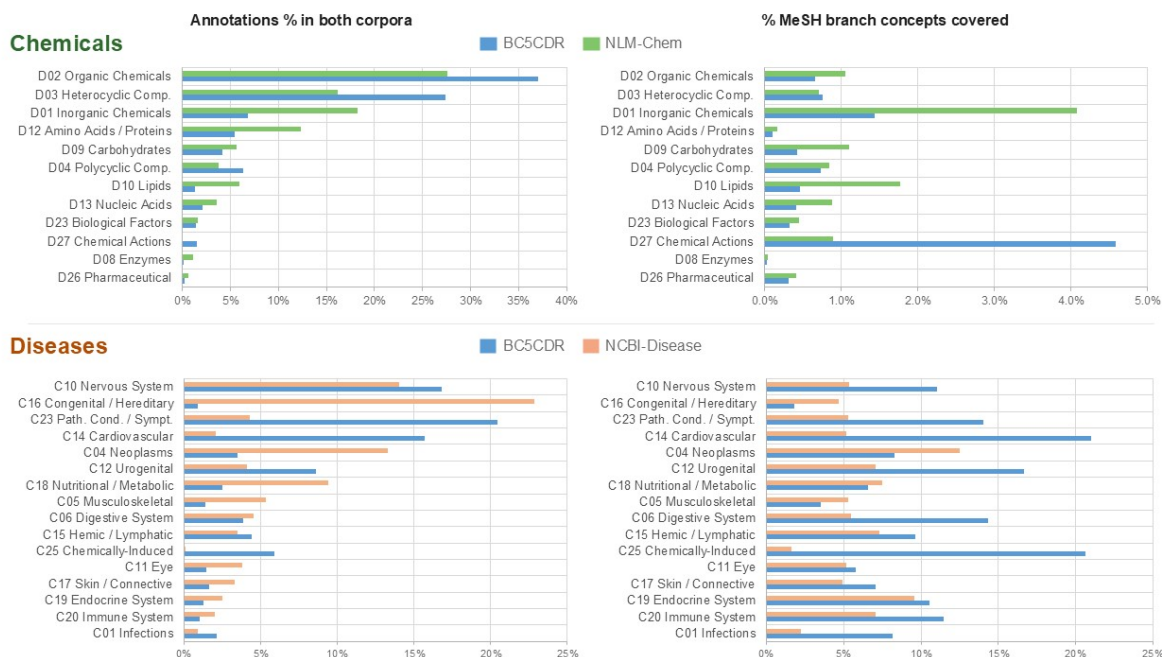 Annotations % in both corpora
% MeSH branch concepts covered
Chemicals
BC5CDR
NLM-Chem
D02 Organic Chemicals
D03 Heterocyclic Comp.
D01 Inorganic Chemicals
D12 Amino Acids / Proteins
D09 Carbohydrates
D04 Polycyclic Comp.
D10 Lipids
D13 Nucleic Acids
D23 Biological Factors
D27 Chemical Actions
D08 Enzymes
D26 Pharmaceutical
0% 5% 10% 15% 20% 25% 30% 35% 40%
D02 Organic Chemicals
D03 Heterocyclic Comp.
D01 Inorganic Chemicals
D12 Amino Acids / Proteins
D09 Carbohydrates
D04 Polycyclic Comp.
D10 Lipids
D13 Nucleic Acids
D23 Biological Factors
D27 Chemical Actions
D08 Enzymes
D26 Pharmaceutical
0.0% 1.0% 2.0% 3.0% 4.0% 5.0%
Diseases
BC5CDR
NCBI-Disease
C10 Nervous System
C16 Congenital / Hereditary
C23 Path. Cond. / Sympt.
C14 Cardiovascular
C04 Neoplasms
C12 Urogenital
C18 Nutritional / Metabolic
C05 Musculoskeletal
C06 Digestive System
C15 Hemic / Lymphatic
C25 Chemically-Induced
C11 Eye
C17 Skin / Connective
C19 Endocrine System
C20 Immune System
C01 Infections
0% 5% 10% 15% 20% 25%
C10 Nervous System
C16 Congenital / Hereditary
C23 Path. Cond. / Sympt.
C14 Cardiovascular
C04 Neoplasms
C12 Urogenital
C18 Nutritional / Metabolic
C05 Musculoskeletal
C06 Digestive System
C15 Hemic / Lymphatic
C25 Chemically-Induced
C11 Eye
C17 Skin / Connective
C19 Endocrine System
C20 Immune System
C01 Infections
0% 5% 10% 15% 20% 25%